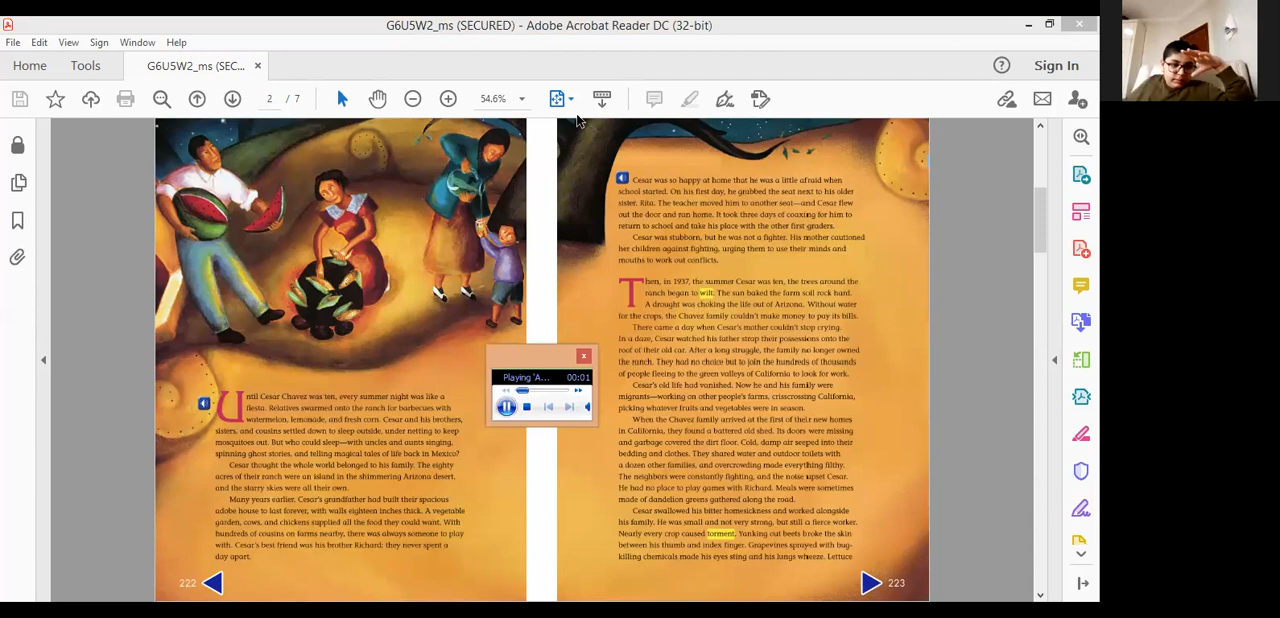 G6U5W2_ms (SECURED) - Adobe Acrobat Reader DC (32-bit)
File Edit View Sign Window Help
Home Tools G6U5W2_ms (SEC... × Sign In
2 / 7 54.6%
Until Cesar Chavez was ten, every summer night was like a
fiesta. Relatives swarmed onto the ranch for barbecues with
watermelon, lemonade, and fresh corn. Cesar and his brothers,
sisters, and cousins settled down to sleep outside, under netting to keep
mosquitoes out. But who could sleep—with uncles and aunts singing,
spinning ghost stories, and telling magical tales of life back in Mexico?
Cesar thought the whole world belonged to his family. The eighty
acres of their ranch were an island in the shimmering Arizona desert,
and the starry skies were all their own.
Many years earlier, Cesar's grandfather had built their spacious
adobe house to last forever, with walls eighteen inches thick. A vegetable
garden, cows, and chickens supplied all the food they could want. With
hundreds of cousins on farms nearby, there was always someone to play
with. Cesar's best friend was his brother Richard; they never spent a
day apart.
222
Playing 'A... 00:01
Cesar was so happy at home that he was a little afraid when
school started. On his first day, he grabbed the seat next to his older
sister, Rita. The teacher moved him to another seat—and Cesar flew
out the door and ran home. It took three days of coaxing for him to
return to school and take his place with the other first graders.
Cesar was stubborn, but he was not a fighter. His mother cautioned
her children against fighting, urging them to use their minds and
mouths to work out conflicts.
Then, in 1937, the summer Cesar was ten, the trees around the
ranch began to wilt. The sun baked the farm soil rock hard.
A drought was choking the life out of Arizona. Without water
for the crops, the Chavez family couldn't make money to pay its bills.
There came a day when Cesar's mother couldn't stop crying.
In a daze, Cesar watched his father strap their possessions onto the
roof of their old car. After a long struggle, the family no longer owned
the ranch. They had no choice but to join the hundreds of thousands
of people fleeing to the green valleys of California to look for work.
Cesar's old life had vanished. Now he and his family were
migrants—working on other people's farms, crisscrossing California,
picking whatever fruits and vegetables were in season.
When the Chavez family arrived at the first of their new homes
in California, they found a battered old shed. Its doors were missing
and garbage covered the dirt floor. Cold, damp air seeped into their
bedding and clothes. They shared water and outdoor toilets with
a dozen other families, and overcrowding made everything filthy.
The neighbors were constantly fighting, and the noise upset Cesar.
He had no place to play games with Richard. Meals were sometimes
made of dandelion greens gathered along the road.
Cesar swallowed his bitter homesickness and worked alongside
his family. He was small and not very strong, but still a fierce worker.
Nearly every crop caused torment. Yanking out beets broke the skin
between his thumb and index finger. Grapevines sprayed with bug-
killing chemicals made his eyes sting and his lungs wheeze. Lettuce
223